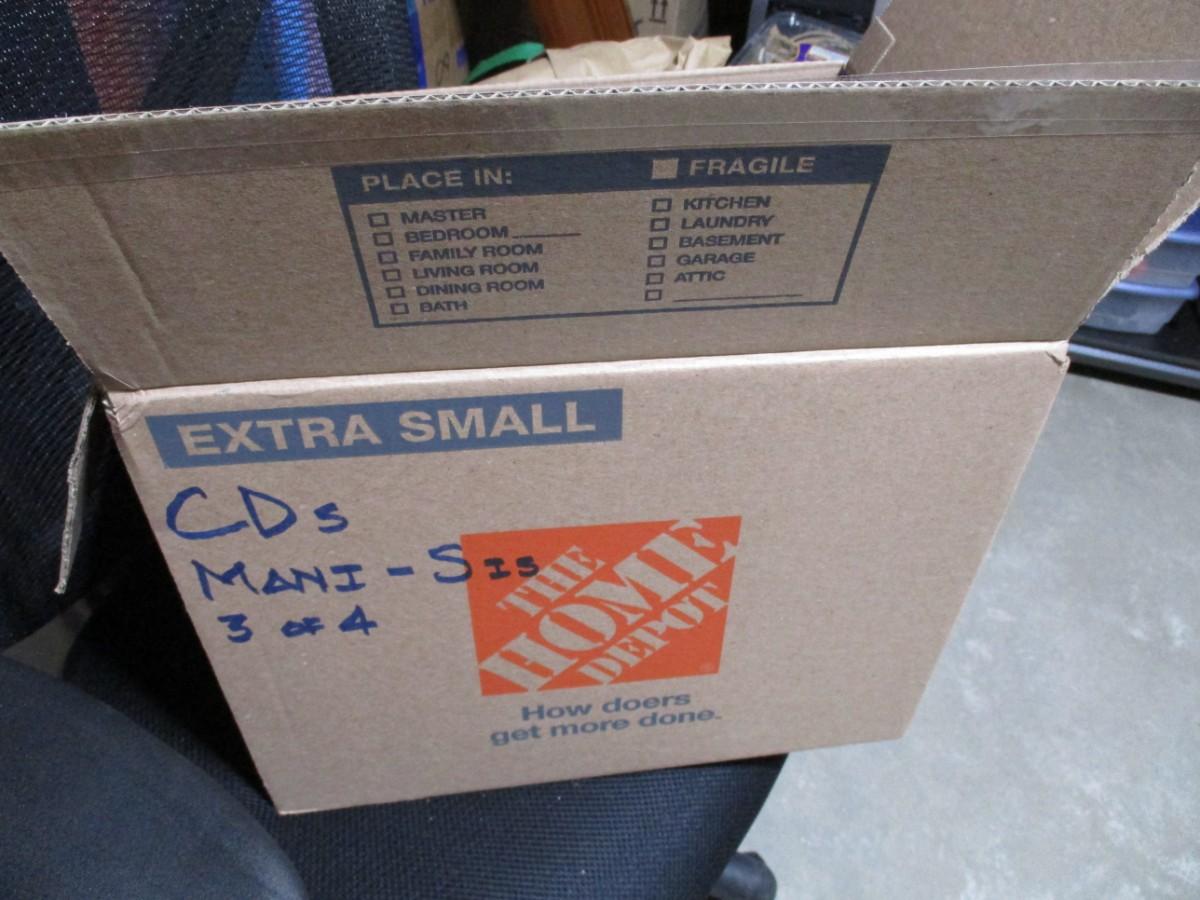 PLACE IN:
FRAGILE
MASTER
BEDROOM
FAMILY ROOM
LIVING ROOM
DINING ROOM
BATH
KITCHEN
LAUNDRY
BASEMENT
GARAGE
ATTIC
EXTRA SMALL
CDs
MANI - SIS
3 OF 4
THE
HOME
DEPOT
How doers
get more done.